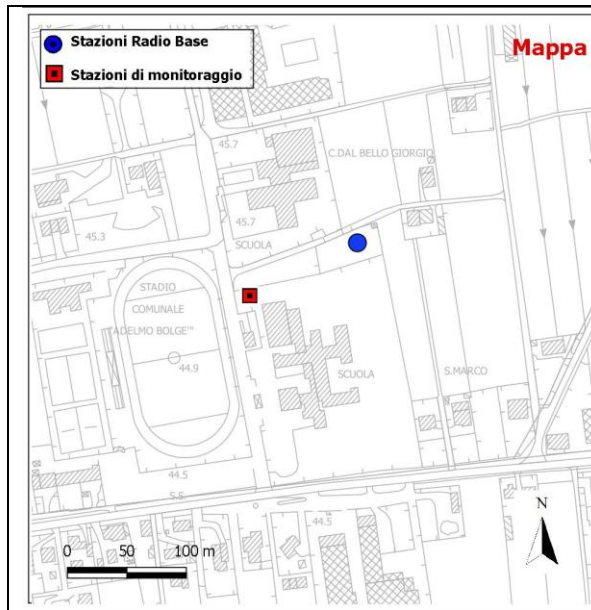 Stazioni Radio Base
Mappa
Stazioni di monitoraggio
45.7
C.DAL BELLO GIORGIO
45.7
45.3
SCUOLA
STADIO
COMUNALE
"ADELMO BOLGE"
44.9
SCUOLA
S.MARCO
44.5
S.S.
44.5
N
0 50 100 m